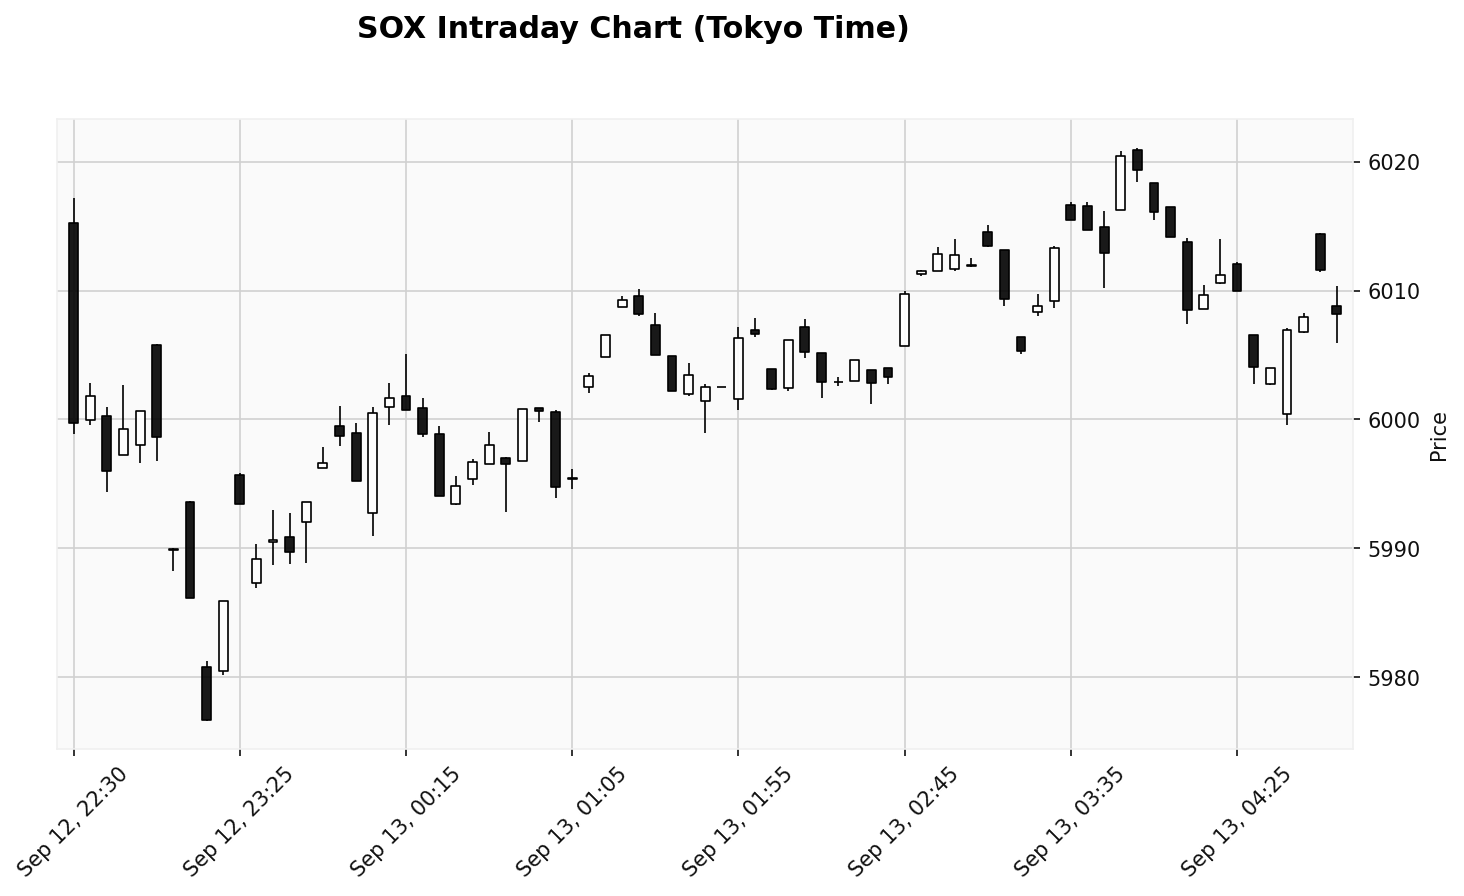 SOX Intraday Chart (Tokyo Time)
6020
6010
6000
5990
5980
Price
Sep 12, 22:30
Sep 12, 23:25
Sep 13, 00:15
Sep 13, 01:05
Sep 13, 01:55
Sep 13, 02:45
Sep 13, 03:35
Sep 13, 04:25